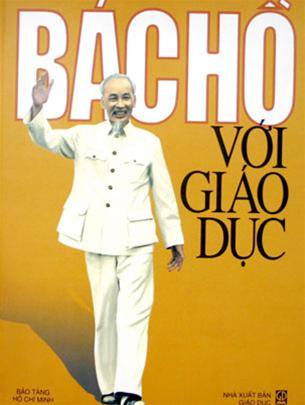 BÁC HỒ
VỚI
GIÁO
DỤC
BẢO TÀNG
HỒ CHÍ MINH
NHÀ XUẤT BẢN
GIÁO DỤC